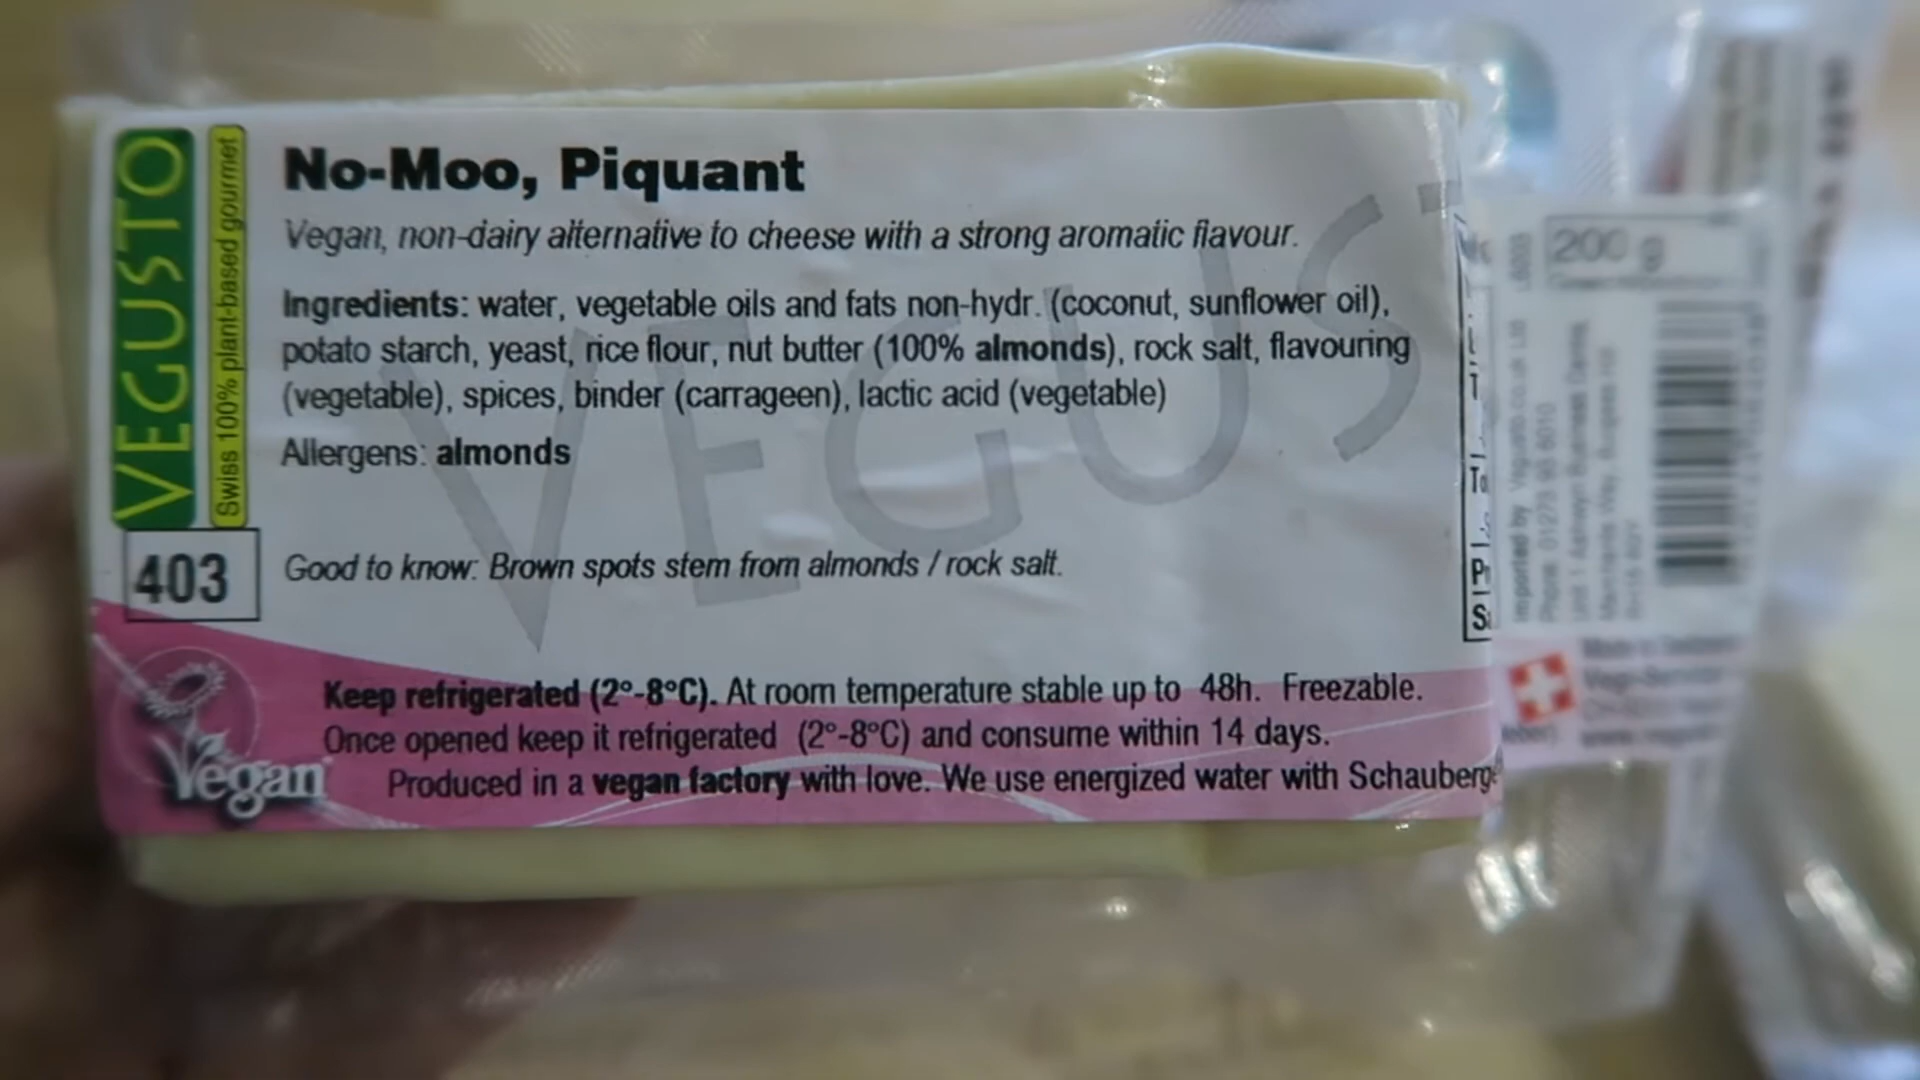 VEGUSTO
Swiss 100% plant-based gourmet
No-Moo, Piquant
Vegan, non-dairy alternative to cheese with a strong aromatic flavour.
Ingredients: water, vegetable oils and fats non-hydr. (coconut, sunflower oil),
potato starch, yeast, rice flour, nut butter (100% almonds), rock salt, flavouring
(vegetable), spices, binder (carrageen), lactic acid (vegetable)
Allergens: almonds
403
Good to know: Brown spots stem from almonds / rock salt.
VEGUST
Keep refrigerated (2°-8°C). At room temperature stable up to 48h. Freezable.
Once opened keep it refrigerated (2°-8°C) and consume within 14 days.
Produced in a vegan factory with love. We use energized water with Schauberge
Vegan
200 g
Imported by